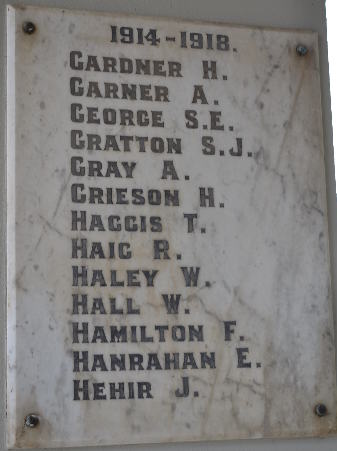 1914-1918.
GARDNER H.
GARNER A.
GEORGE S.E.
GRATTON S.J.
GRAY A.
GRIESON H.
HAGGIS T.
HAIG R.
HALEY W.
HALL W.
HAMILTON F.
HANRAHAN E.
HEHIR J.